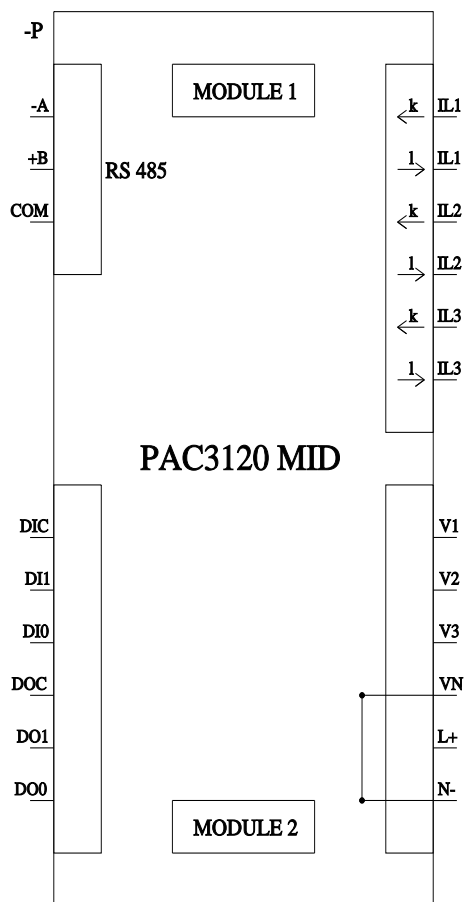 -P
MODULE 1
-A
+B
COM
RS 485
k IL1
l IL1
k IL2
l IL2
k IL3
l IL3
PAC3120 MID
DIC
DI1
DI0
DOC
DO1
DO0
V1
V2
V3
VN
L+
N-
MODULE 2